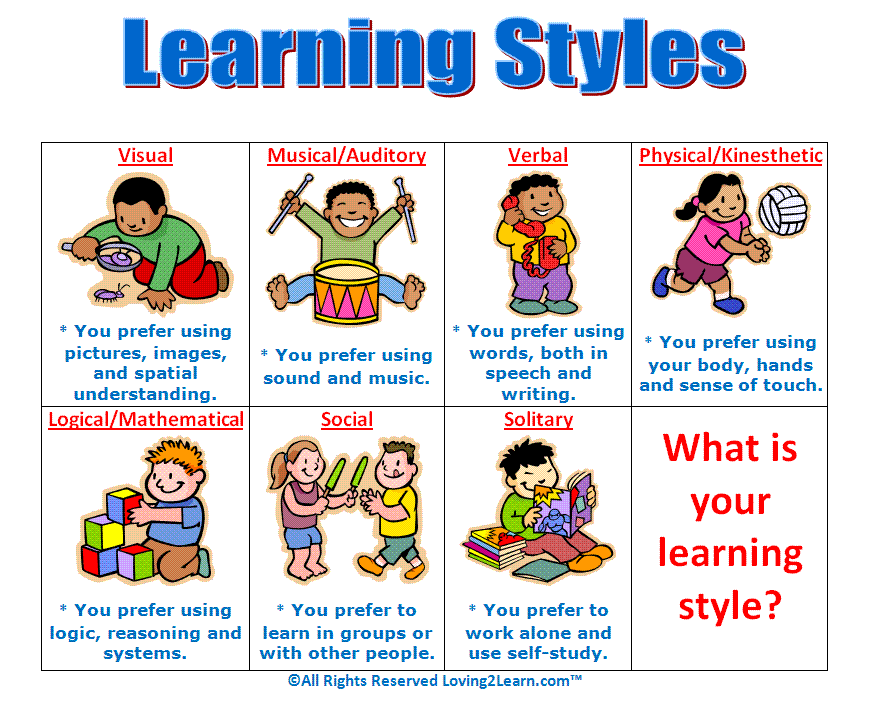 Learning Styles
Visual
* You prefer using
pictures, images,
and spatial
understanding.
Musical/Auditory
* You prefer using
sound and music.
Verbal
* You prefer using
words, both in
speech and
writing.
Physical/Kinesthetic
* You prefer using
your body, hands
and sense of touch.
Logical/Mathematical
* You prefer using
logic, reasoning and
systems.
Social
* You prefer to
learn in groups or
with other people.
Solitary
* You prefer to
work alone and
use self-study.
What is
your
learning
style?
©All Rights Reserved Loving2Learn.com™